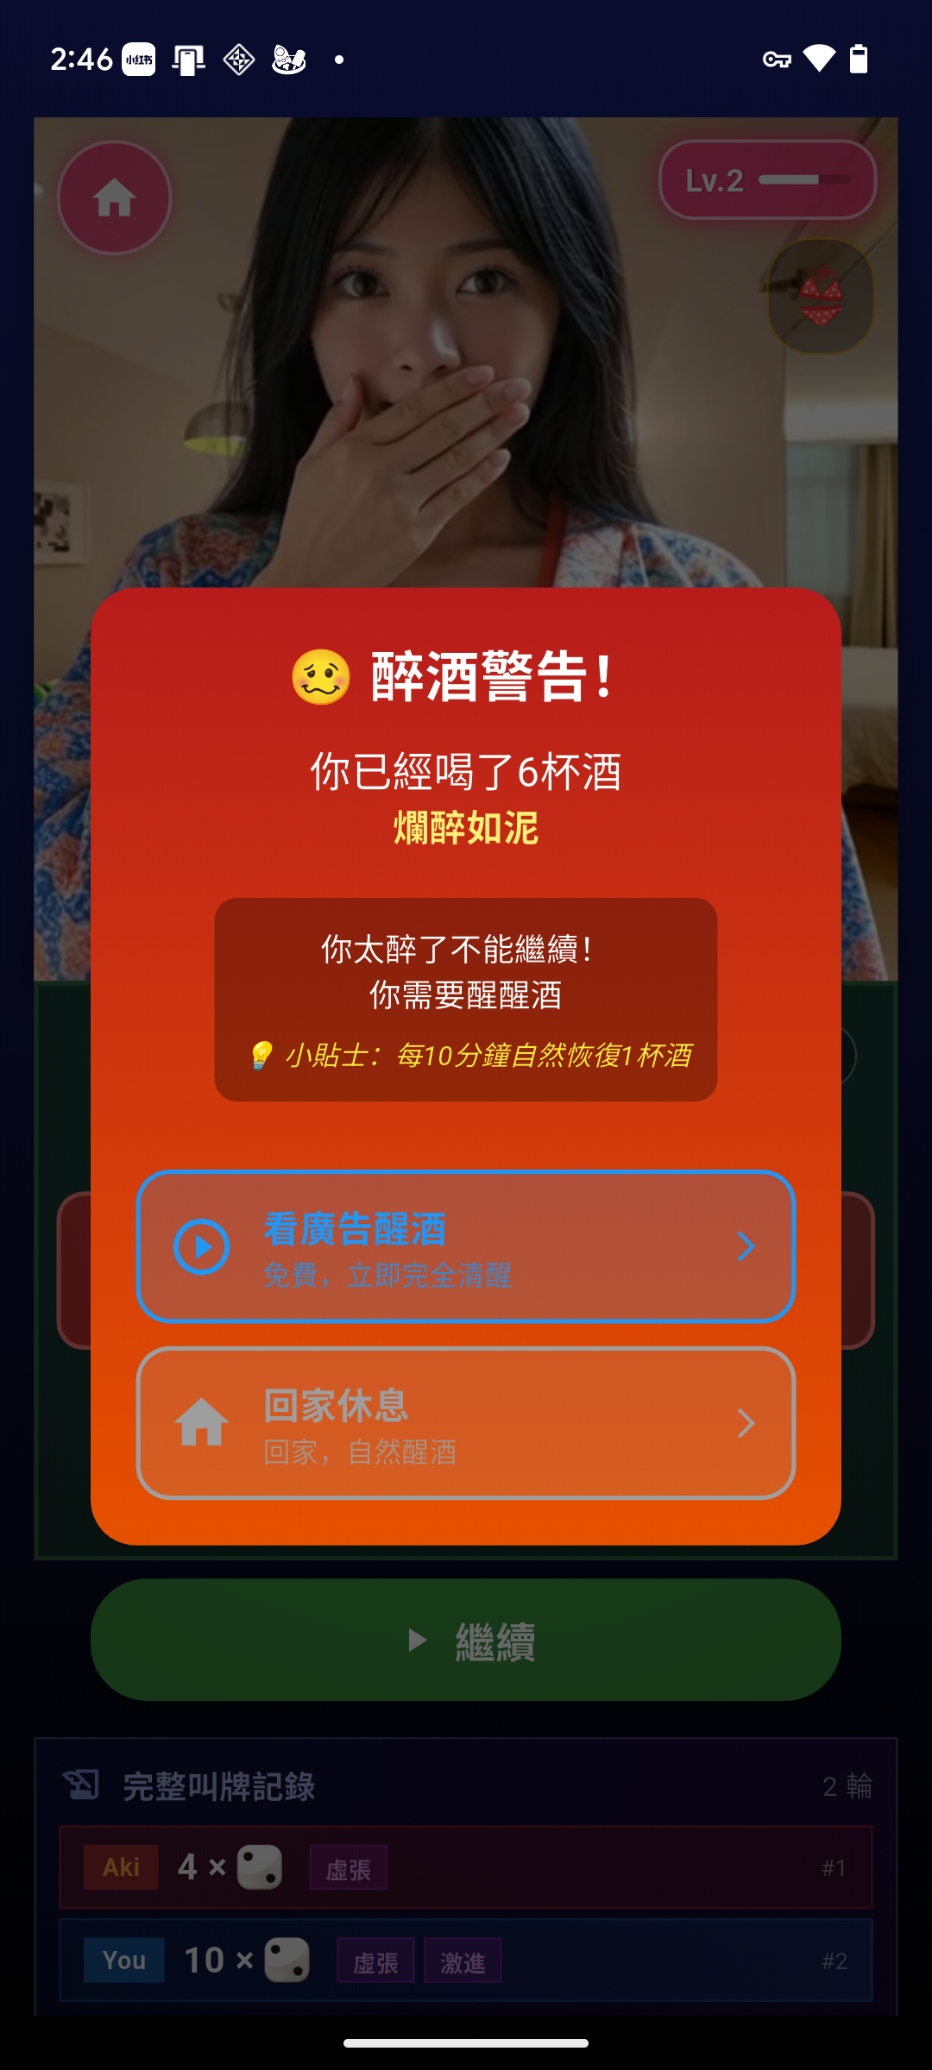 2:46
小红书
Lv.2
醉酒警告！
你已經喝了6杯酒
爛醉如泥
你太醉了不能繼續！
你需要醒醒酒
小貼士：每10分鐘自然恢復1杯酒
看廣告醒酒
免費，立即完全清醒
回家休息
回家，自然醒酒
繼續
完整叫牌記錄
2 輪
Aki 4 × 虛張 #1
You 10 × 虛張 激進 #2